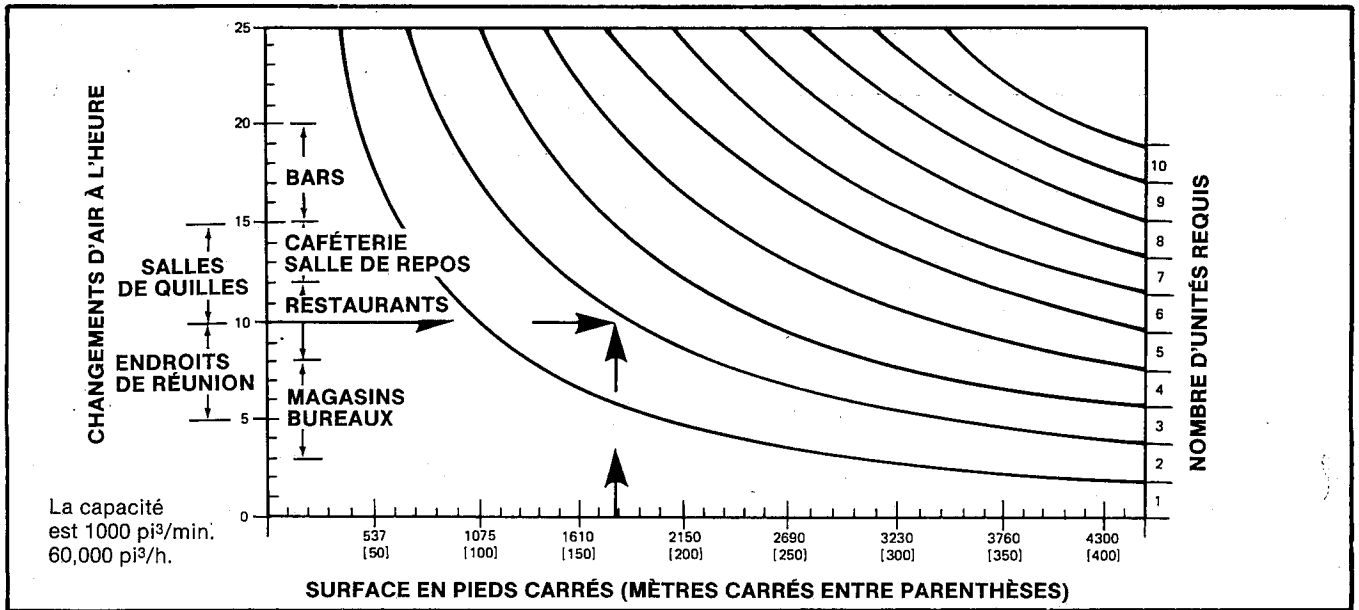 CHANGEMENTS D'AIR À L'HEURE
25
20
15
10
5
0
BARS
CAFÉTERIE
SALLE DE REPOS
RESTAURANTS
MAGASINS
BUREAUX
SALLES
DE QUILLES
ENDROITS
DE RÉUNION
10
9
8
7
6
5
4
3
2
1
NOMBRE D'UNITÉS REQUIS
La capacité
est 1000 pi³/min.
60,000 pi³/h.
537 1075 1610 2150 2690 3230 3760 4300
[50] [100] [150] [200] [250] [300] [350] [400]
SURFACE EN PIEDS CARRÉS (MÈTRES CARRÉS ENTRE PARENTHÈSES)